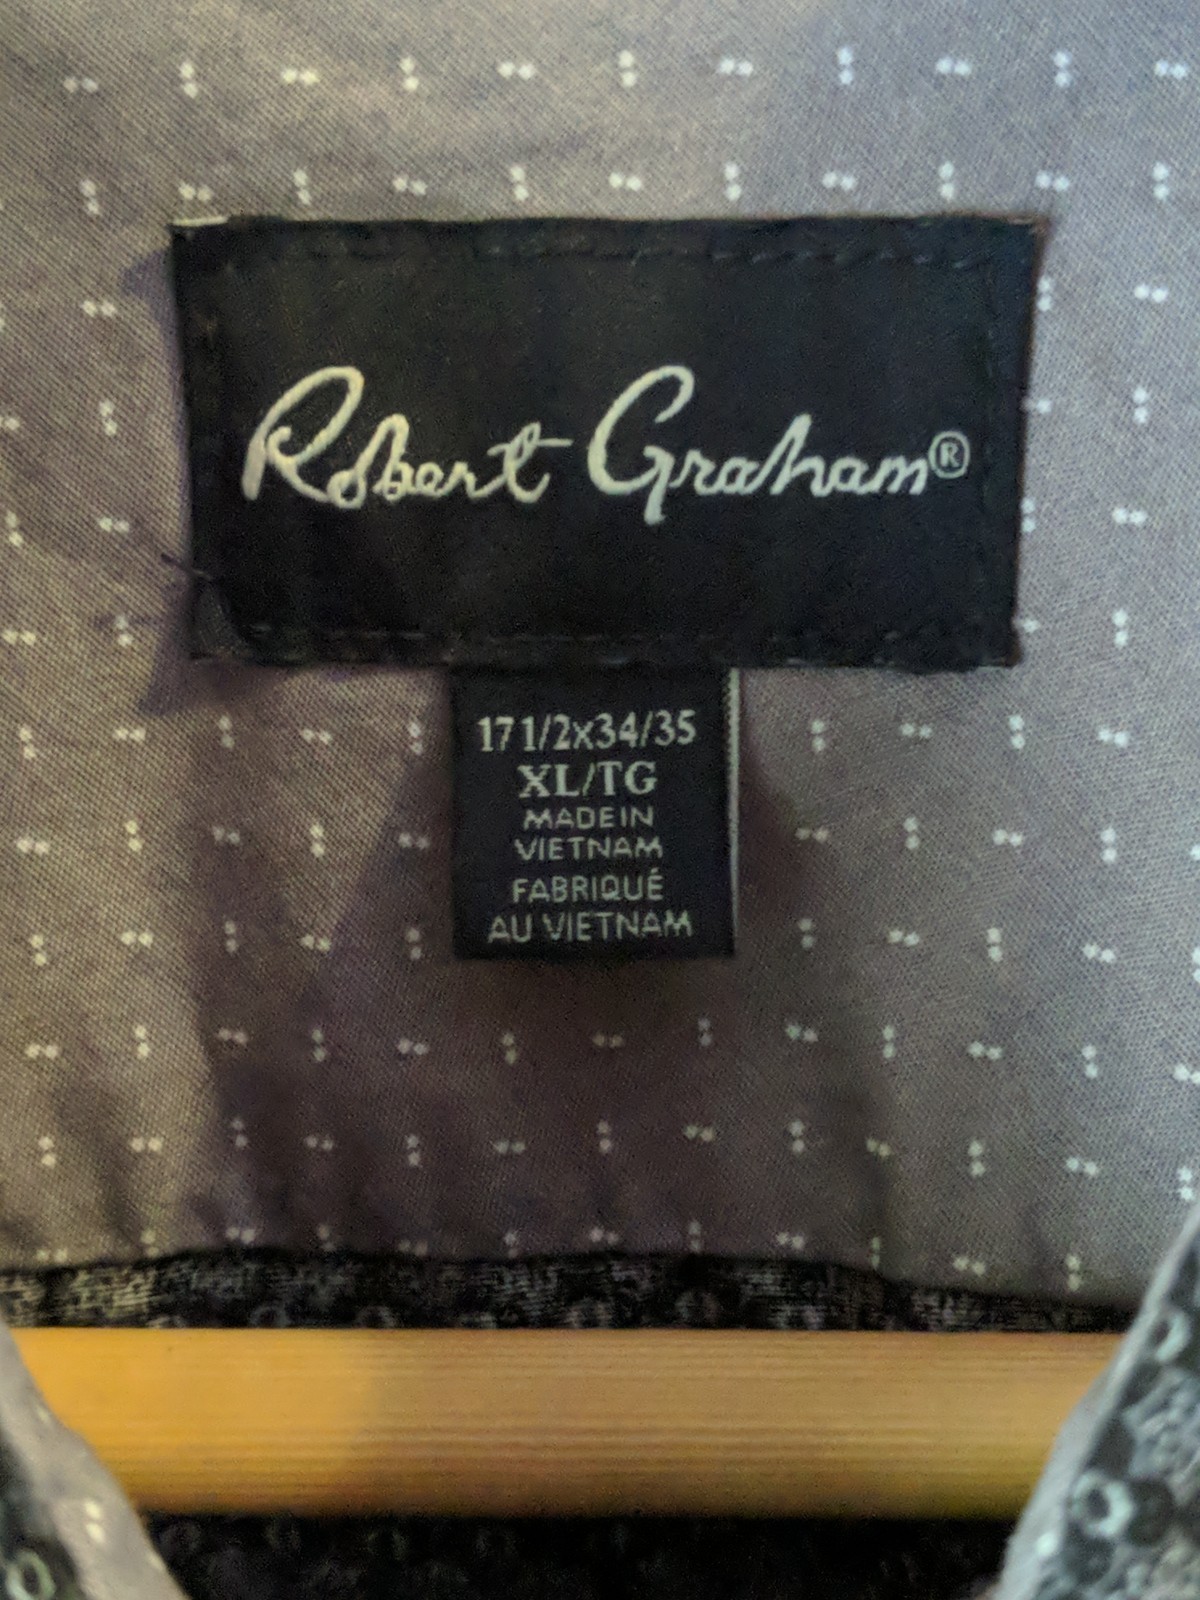 Robert Graham®
17 1/2x34/35
XL/TG
MADE IN
VIETNAM
FABRIQUÉ
AU VIETNAM